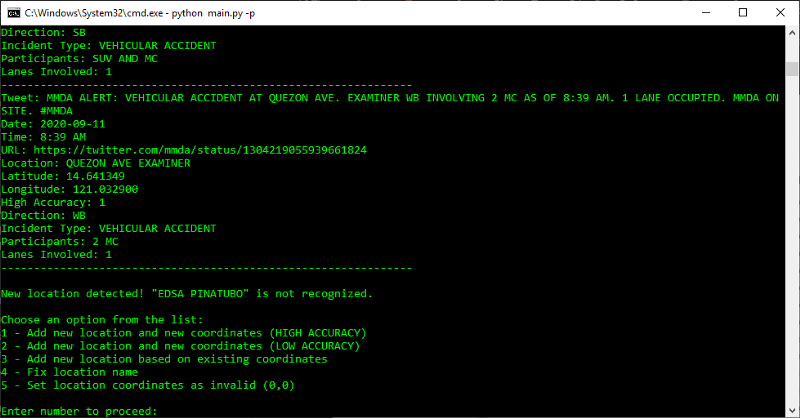 C:\Windows\System32\cmd.exe - python  main.py -p
Direction: SB
Incident Type: VEHICULAR ACCIDENT
Participants: SUV AND MC
Lanes Involved: 1
---------------------------------------------------------------
Tweet: MMDA ALERT: VEHICULAR ACCIDENT AT QUEZON AVE. EXAMINER WB INVOLVING 2 MC AS OF 8:39 AM. 1 LANE OCCUPIED. MMDA ON
SITE. #MMDA
Date: 2020-09-11
Time: 8:39 AM
URL: https://twitter.com/mmda/status/1304219055939661824
Location: QUEZON AVE EXAMINER
Latitude: 14.641349
Longitude: 121.032900
High Accuracy: 1
Direction: WB
Incident Type: VEHICULAR ACCIDENT
Participants: 2 MC
Lanes Involved: 1
---------------------------------------------------------------
New location detected! "EDSA PINATUBO" is not recognized.
Choose an option from the list:
1 - Add new location and new coordinates (HIGH ACCURACY)
2 - Add new location and new coordinates (LOW ACCURACY)
3 - Add new location based on existing coordinates
4 - Fix location name
5 - Set location coordinates as invalid (0,0)
Enter number to proceed: